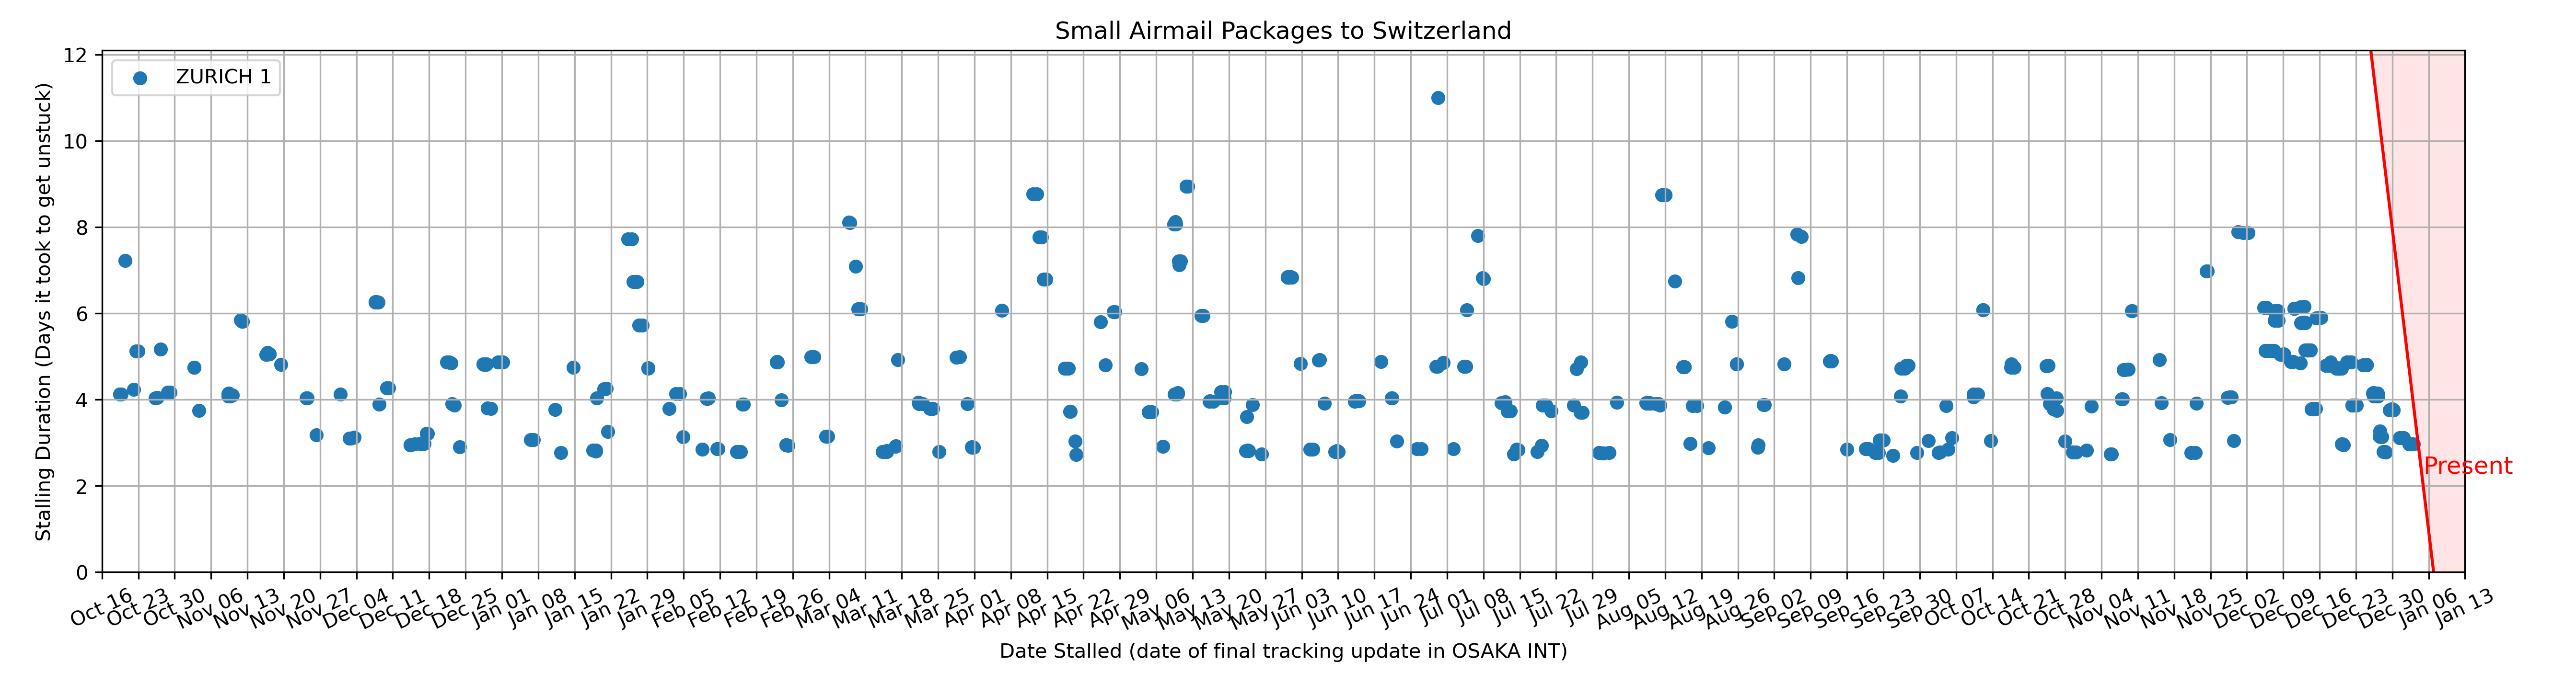 Small Airmail Packages to Switzerland
ZURICH 1
Stalling Duration (Days it took to get unstuck)
12
10
8
6
4
2
0
Present
Oct 16
Oct 23
Oct 30
Nov 06
Nov 13
Nov 20
Nov 27
Dec 04
Dec 11
Dec 18
Dec 25
Jan 01
Jan 08
Jan 15
Jan 22
Jan 29
Feb 05
Feb 12
Feb 19
Feb 26
Mar 04
Mar 11
Mar 18
Mar 25
Apr 01
Apr 08
Apr 15
Apr 22
Apr 29
May 06
May 13
May 20
May 27
Jun 03
Jun 10
Jun 17
Jun 24
Jul 01
Jul 08
Jul 15
Jul 22
Jul 29
Aug 05
Aug 12
Aug 19
Aug 26
Sep 02
Sep 09
Sep 16
Sep 23
Sep 30
Oct 07
Oct 14
Oct 21
Oct 28
Nov 04
Nov 11
Nov 18
Nov 25
Dec 02
Dec 09
Dec 16
Dec 23
Dec 30
Jan 06
Jan 13
Date Stalled (date of final tracking update in OSAKA INT)